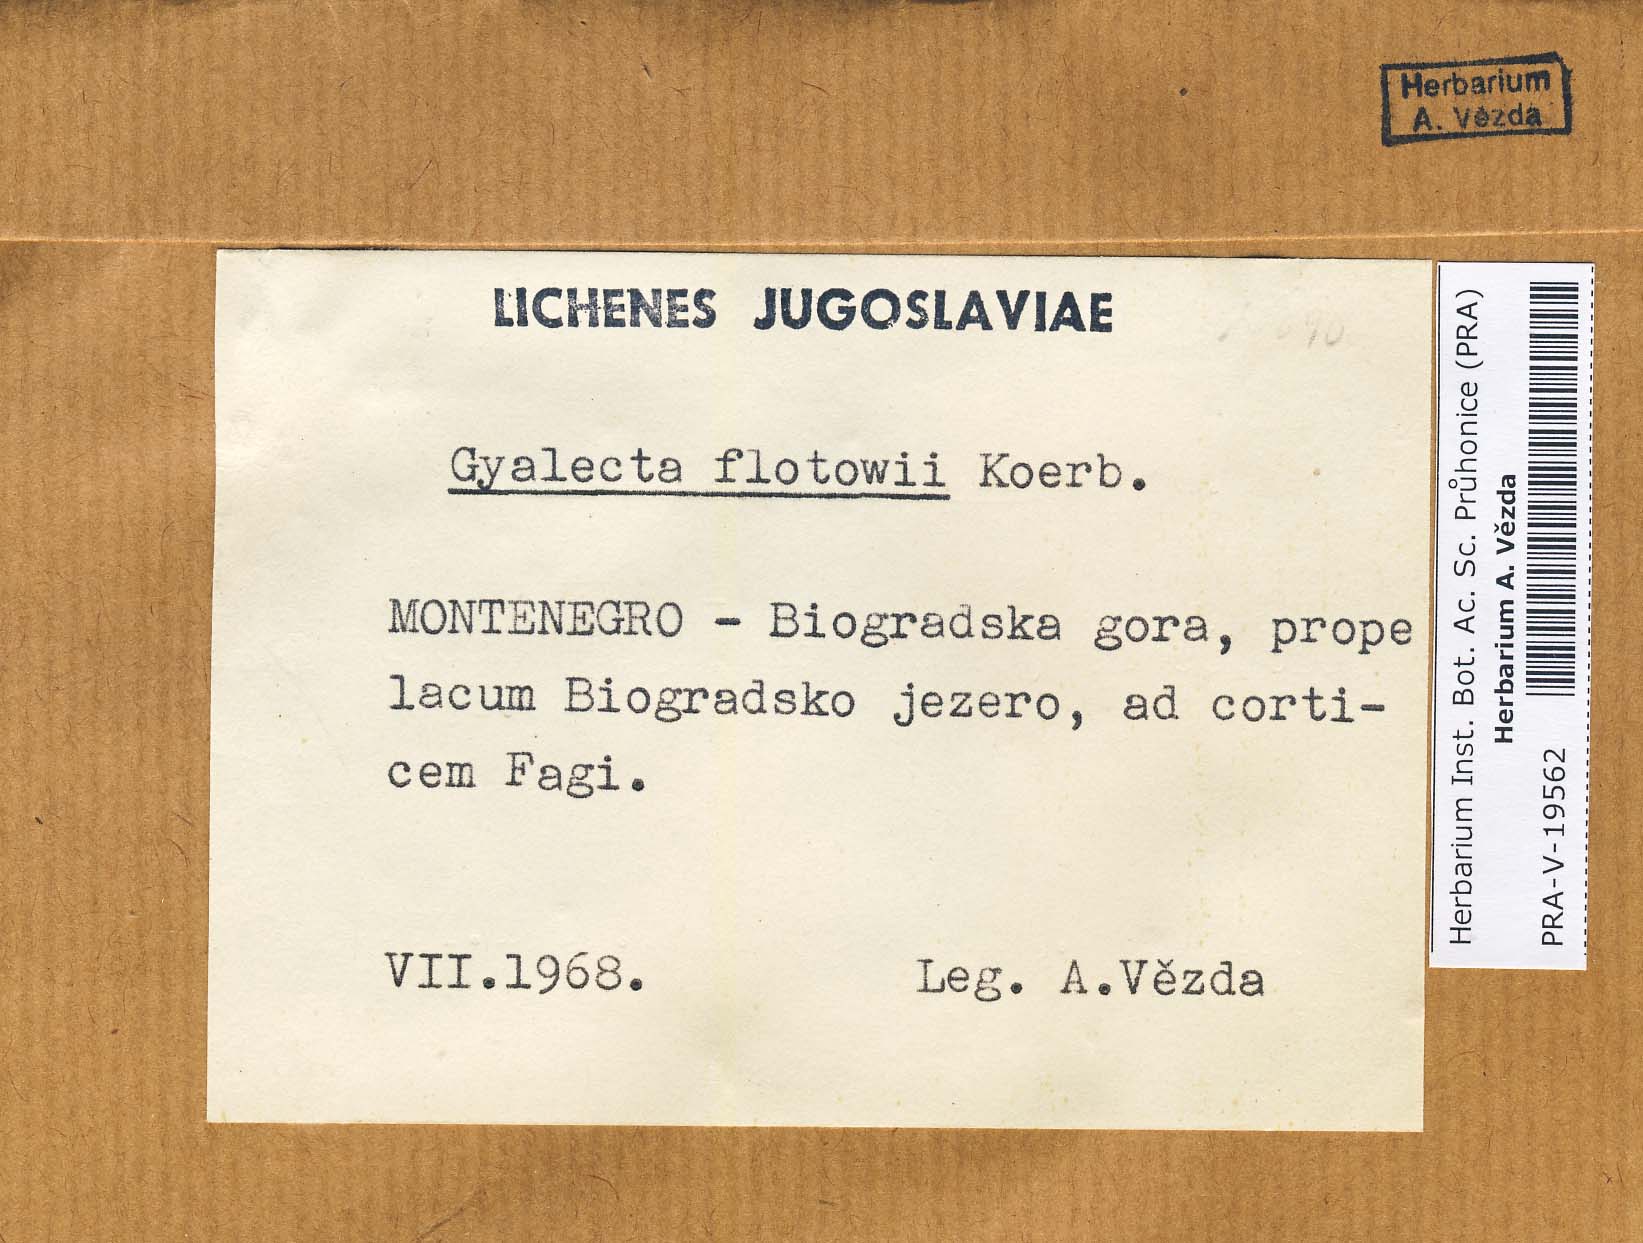 Herbarium
A. Vězda
LICHENES JUGOSLAVIAE
Gyalecta flotowii Koerb.
MONTENEGRO - Biogradska gora, prope
lacum Biogradsko jezero, ad corti-
cem Fagi.
VII.1968.
Leg. A.Vězda
Herbarium Inst. Bot. Ac. Sc. Průhonice (PRA)
Herbarium A. Vězda
PRA-V-19562